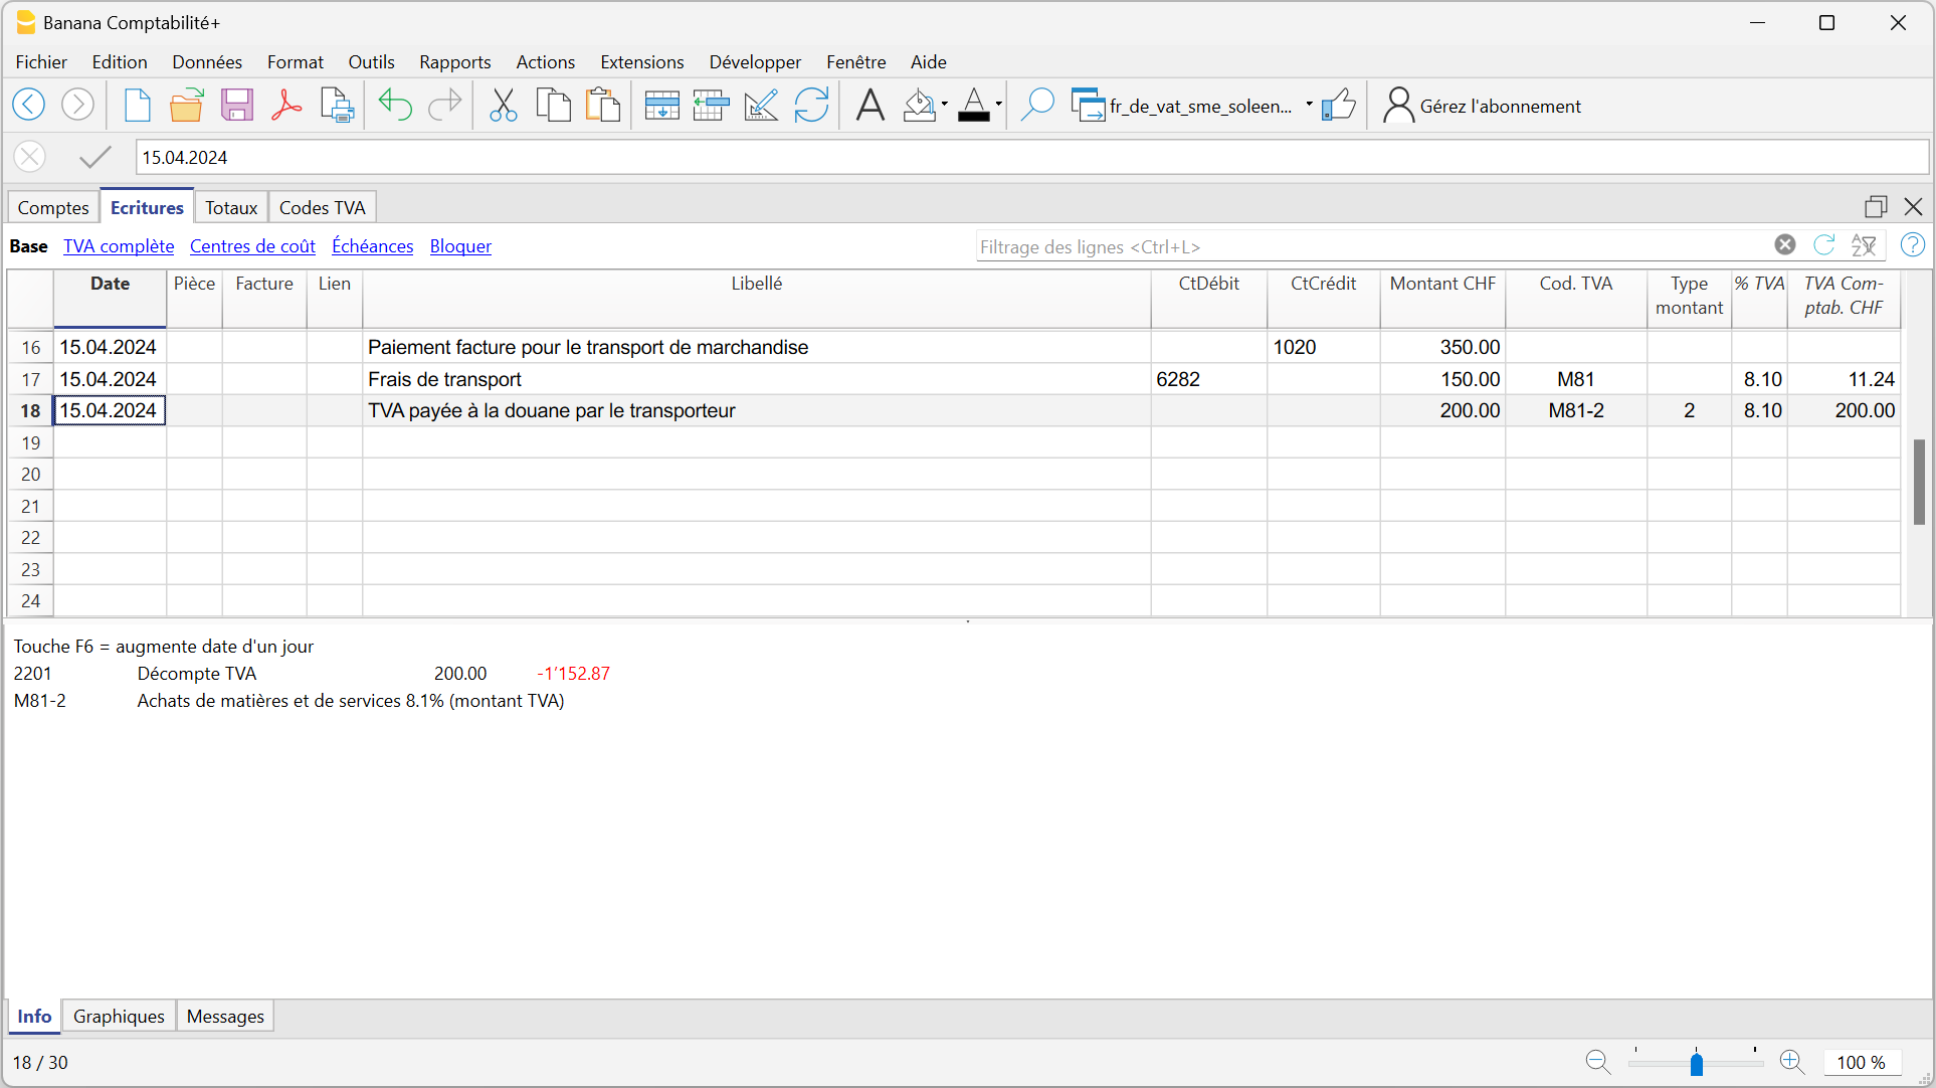 Banana Comptabilité+
Fichier Edition Données Format Outils Rapports Actions Extensions Développer Fenêtre Aide
fr_de_vat_sme_soleen... Gérez l'abonnement
15.04.2024
Comptes Ecritures Totaux Codes TVA
Base TVA complète Centres de coût Échéances Bloquer Filtrage des lignes <Ctrl+L>
Date Pièce Facture Lien Libellé CtDébit CtCrédit Montant CHF Cod. TVA Type montant % TVA TVA Com-ptab. CHF
16 15.04.2024 Paiement facture pour le transport de marchandise 1020 350.00
17 15.04.2024 Frais de transport 6282 150.00 M81 8.10 11.24
18 15.04.2024 TVA payée à la douane par le transporteur 200.00 M81-2 2 8.10 200.00
19
20
21
22
23
24
Touche F6 = augmente date d'un jour
2201 Décompte TVA 200.00 -1'152.87
M81-2 Achats de matières et de services 8.1% (montant TVA)
Info Graphiques Messages
18 / 30 100 %